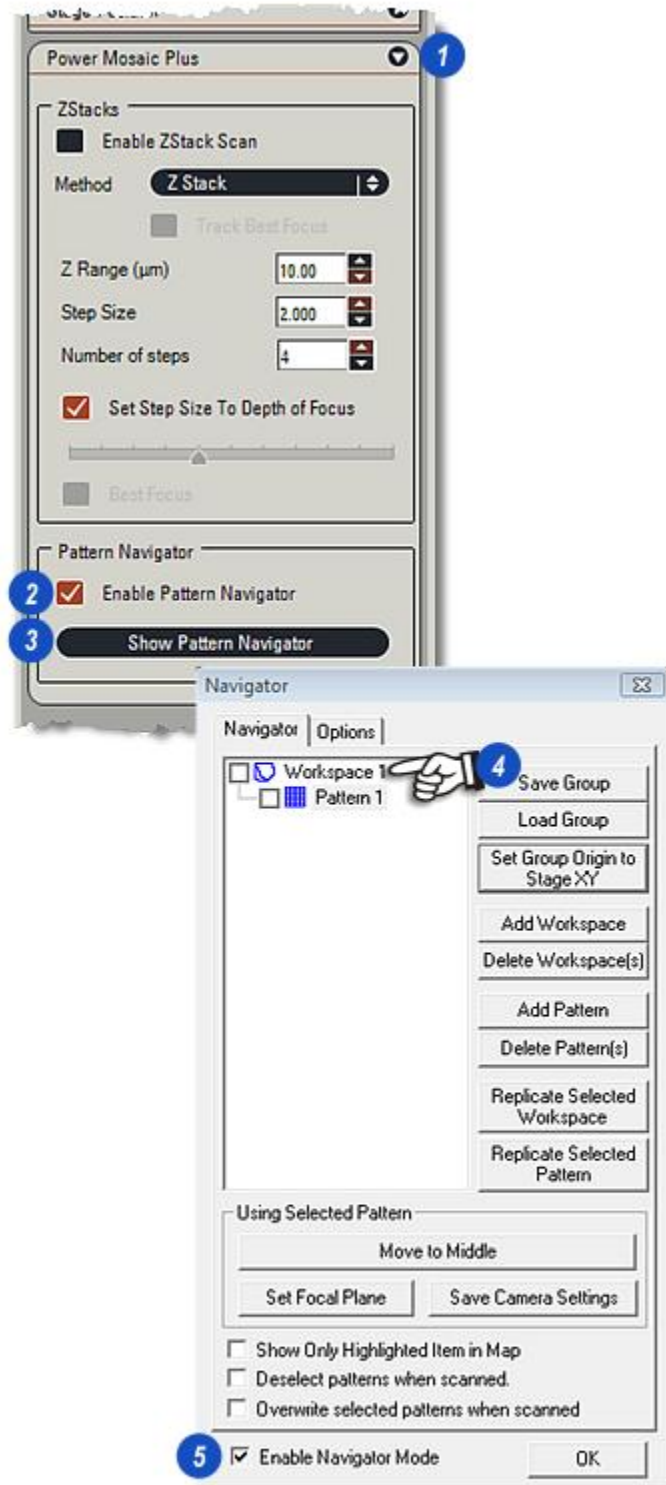 Power Mosaic Plus
1
ZStacks
Enable ZStack Scan
Method
Z Stack
Track Best Focus
Z Range (µm)
10.00
Step Size
2.000
Number of steps
4
Set Step Size To Depth of Focus
Best Focus
Pattern Navigator
2
Enable Pattern Navigator
3
Show Pattern Navigator
Navigator
Navigator
Options
Workspace 1
4
Pattern 1
Save Group
Load Group
Set Group Origin to
Stage XY
Add Workspace
Delete Workspace(s)
Add Pattern
Delete Pattern(s)
Replicate Selected
Workspace
Replicate Selected
Pattern
Using Selected Pattern
Move to Middle
Set Focal Plane
Save Camera Settings
Show Only Highlighted Item in Map
Deselect patterns when scanned.
Overwrite selected patterns when scanned
5
Enable Navigator Mode
OK